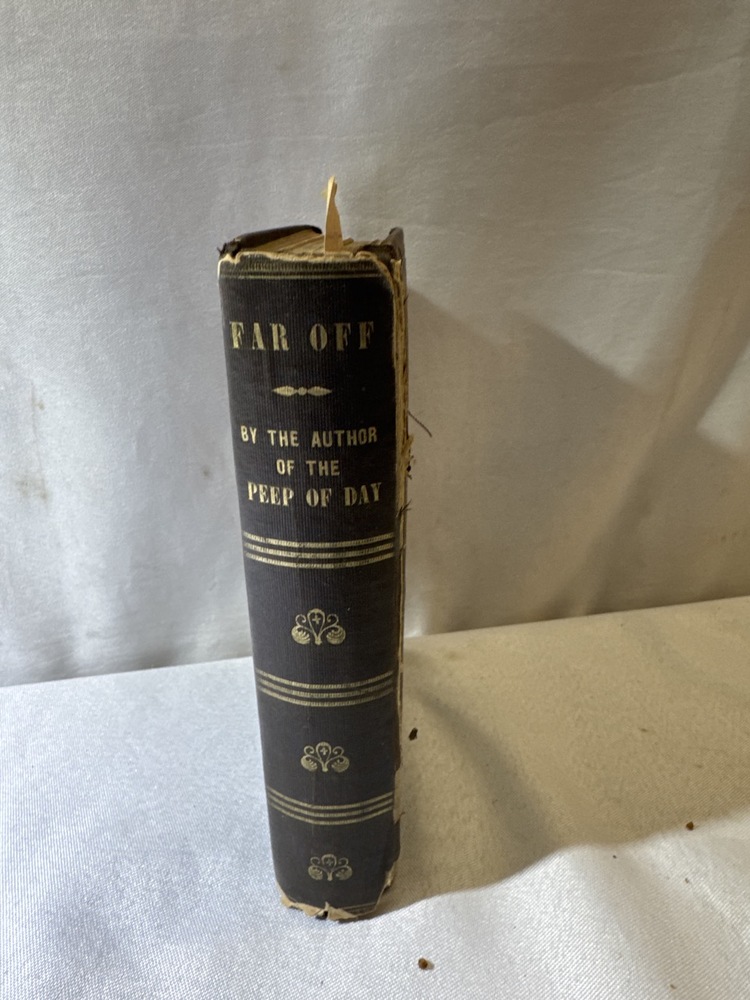 FAR OFF
BY THE AUTHOR
OF THE
PEEP OF DAY